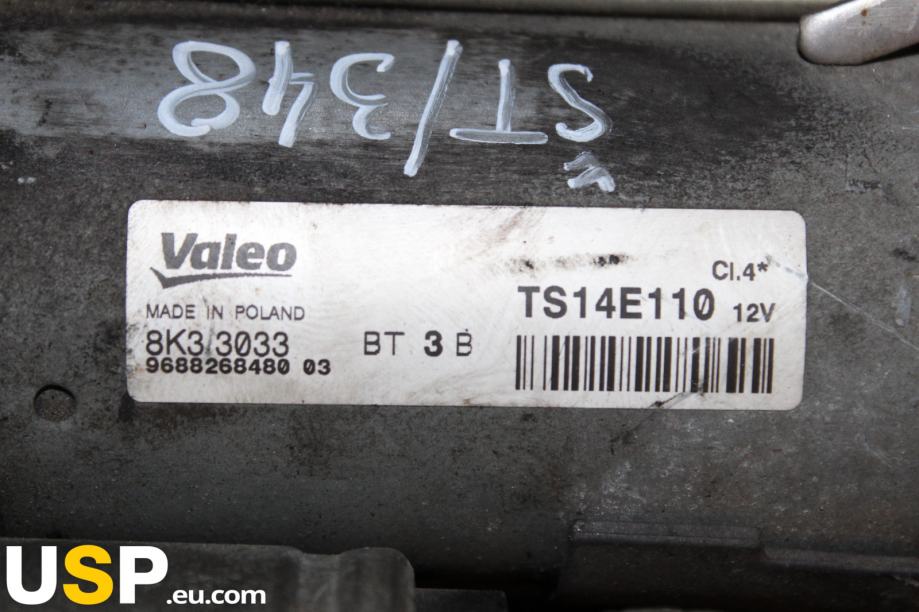 ST/348
Valeo
MADE IN POLAND
8K3/3033
9688268480 03
BT 3 B
Cl.4*
TS14E110 12V
USP.eu.com